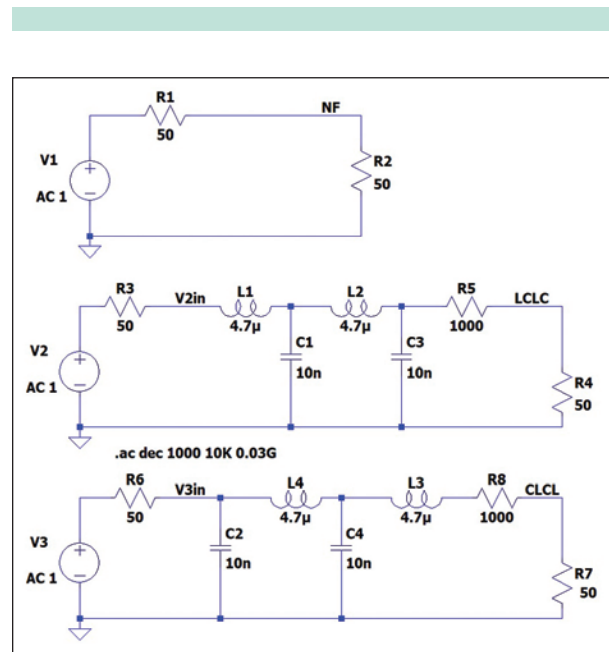 R1
NF
50
V1
R2
50
AC 1
R3
V2in
L1
L2
R5
LCLC
50
4.7µ
4.7µ
1000
C1
C3
V2
10n
10n
R4
AC 1
50
.ac dec 1000 10K 0.03G
R6
V3in
L4
L3
R8
CLCL
50
4.7µ
4.7µ
1000
C2
C4
V3
10n
10n
R7
AC 1
50